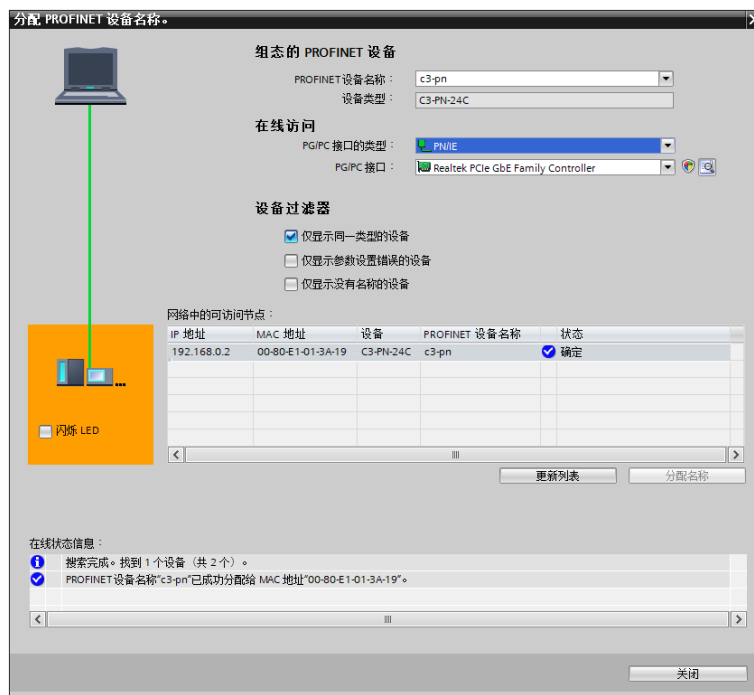 分配 PROFINET 设备名称。
组态的 PROFINET 设备
PROFINET设备名称： c3-pn
设备类型： C3-PN-24C
在线访问
PG/PC 接口的类型： PN/IE
PG/PC 接口： Realtek PCIe GbE Family Controller
设备过滤器
仅显示同一类型的设备
仅显示参数设置错误的设备
仅显示没有名称的设备
网络中的可访问节点：
IP 地址 MAC 地址 设备 PROFINET 设备名称 状态
192.168.0.2 00-80-E1-01-3A-19 C3-PN-24C c3-pn 确定
闪烁 LED
更新列表 分配名称
在线状态信息：
搜索完成。找到 1 个设备（共 2 个）。
PROFINET设备名称"c3-pn"已成功分配给 MAC 地址"00-80-E1-01-3A-19"。
关闭